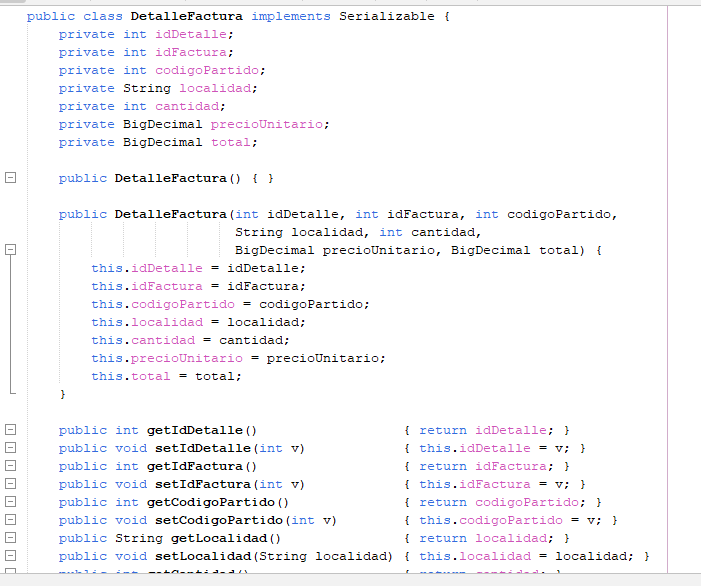 public class DetalleFactura implements Serializable {
private int idDetalle;
private int idFactura;
private int codigoPartido;
private String localidad;
private int cantidad;
private BigDecimal precioUnitario;
private BigDecimal total;
public DetalleFactura() { }
public DetalleFactura(int idDetalle, int idFactura, int codigoPartido,
String localidad, int cantidad,
BigDecimal precioUnitario, BigDecimal total) {
this.idDetalle = idDetalle;
this.idFactura = idFactura;
this.codigoPartido = codigoPartido;
this.localidad = localidad;
this.cantidad = cantidad;
this.precioUnitario = precioUnitario;
this.total = total;
}
public int getIdDetalle() { return idDetalle; }
public void setIdDetalle(int v) { this.idDetalle = v; }
public int getIdFactura() { return idFactura; }
public void setIdFactura(int v) { this.idFactura = v; }
public int getCodigoPartido() { return codigoPartido; }
public void setCodigoPartido(int v) { this.codigoPartido = v; }
public String getLocalidad() { return localidad; }
public void setLocalidad(String localidad) { this.localidad = localidad; }
public int getCantidad() { return cantidad; }